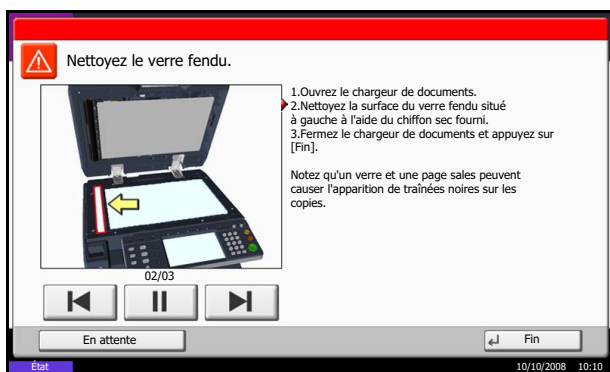 Nettoyez le verre fendu.
1.Ouvrez le chargeur de documents.
2.Nettoyez la surface du verre fendu situé
à gauche à l'aide du chiffon sec fourni.
3.Fermez le chargeur de documents et appuyez sur
[Fin].
Notez qu'un verre et une page sales peuvent
causer l'apparition de traînées noires sur les
copies.
02/03
En attente
Fin
État
10/10/2008 10:10